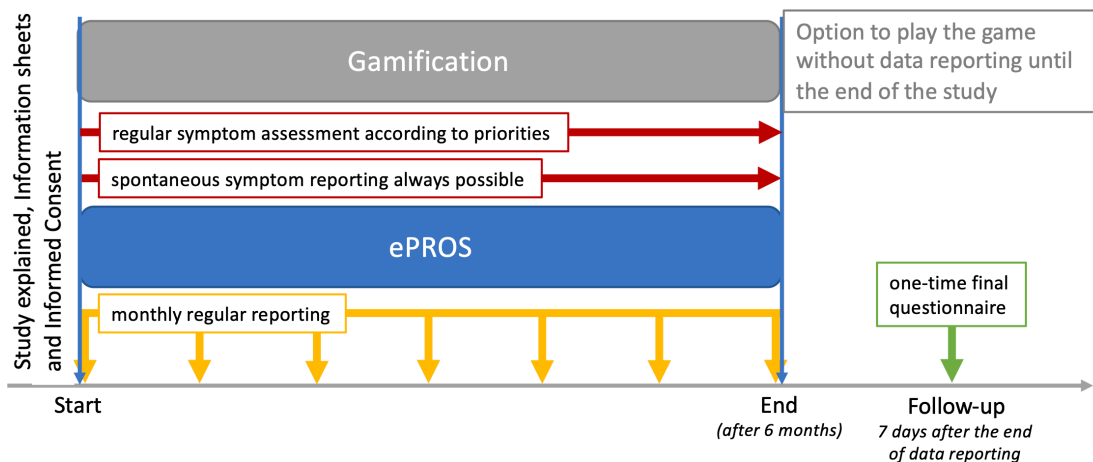 Study explained, Information sheets
and Informed Consent
Gamification
Option to play the game
without data reporting until
the end of the study
regular symptom assessment according to priorities
spontaneous symptom reporting always possible
ePROS
monthly regular reporting
one-time final
questionnaire
Start
End
(after 6 months)
Follow-up
7 days after the end
of data reporting